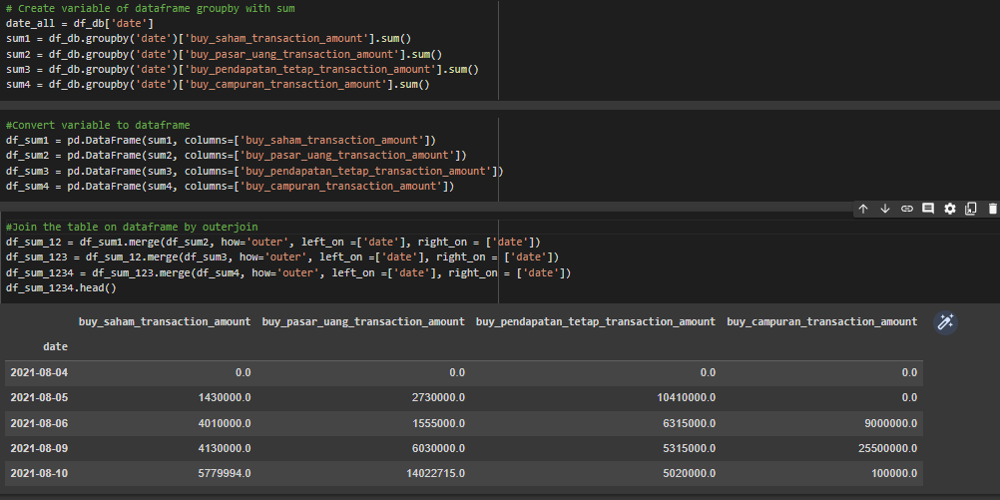 # Create variable of dataframe groupby with sum
date_all = df_db['date']
sum1 = df_db.groupby('date')['buy_saham_transaction_amount'].sum()
sum2 = df_db.groupby('date')['buy_pasar_uang_transaction_amount'].sum()
sum3 = df_db.groupby('date')['buy_pendapatan_tetap_transaction_amount'].sum()
sum4 = df_db.groupby('date')['buy_campuran_transaction_amount'].sum()
#Convert variable to dataframe
df_sum1 = pd.DataFrame(sum1, columns=['buy_saham_transaction_amount'])
df_sum2 = pd.DataFrame(sum2, columns=['buy_pasar_uang_transaction_amount'])
df_sum3 = pd.DataFrame(sum3, columns=['buy_pendapatan_tetap_transaction_amount'])
df_sum4 = pd.DataFrame(sum4, columns=['buy_campuran_transaction_amount'])
#Join the table on dataframe by outerjoin
df_sum_12 = df_sum1.merge(df_sum2, how='outer', left_on =['date'], right_on = ['date'])
df_sum_123 = df_sum_12.merge(df_sum3, how='outer', left_on =['date'], right_on = ['date'])
df_sum_1234 = df_sum_123.merge(df_sum4, how='outer', left_on =['date'], right_on = ['date'])
df_sum_1234.head()
buy_saham_transaction_amount buy_pasar_uang_transaction_amount buy_pendapatan_tetap_transaction_amount buy_campuran_transaction_amount
date
2021-08-04 0.0 0.0 0.0 0.0
2021-08-05 1430000.0 2730000.0 10410000.0 0.0
2021-08-06 4010000.0 1555000.0 6315000.0 9000000.0
2021-08-09 4130000.0 6030000.0 5315000.0 25500000.0
2021-08-10 5779994.0 14022715.0 5020000.0 100000.0